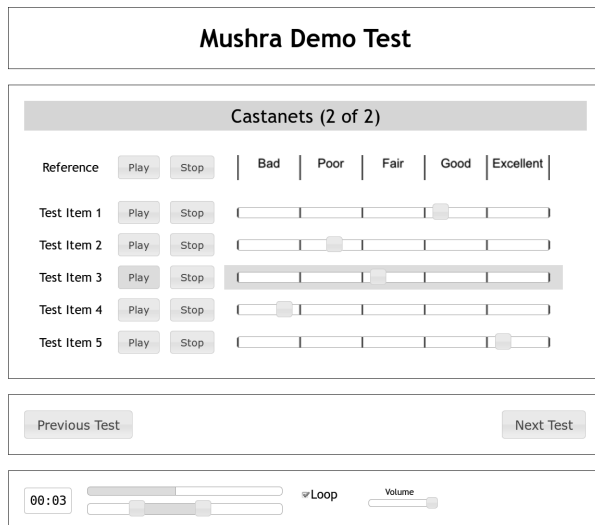 Mushra Demo Test
Castanets (2 of 2)
Reference Play Stop Bad Poor Fair Good Excellent
Test Item 1 Play Stop
Test Item 2 Play Stop
Test Item 3 Play Stop
Test Item 4 Play Stop
Test Item 5 Play Stop
Previous Test Next Test
00:03 Loop Volume